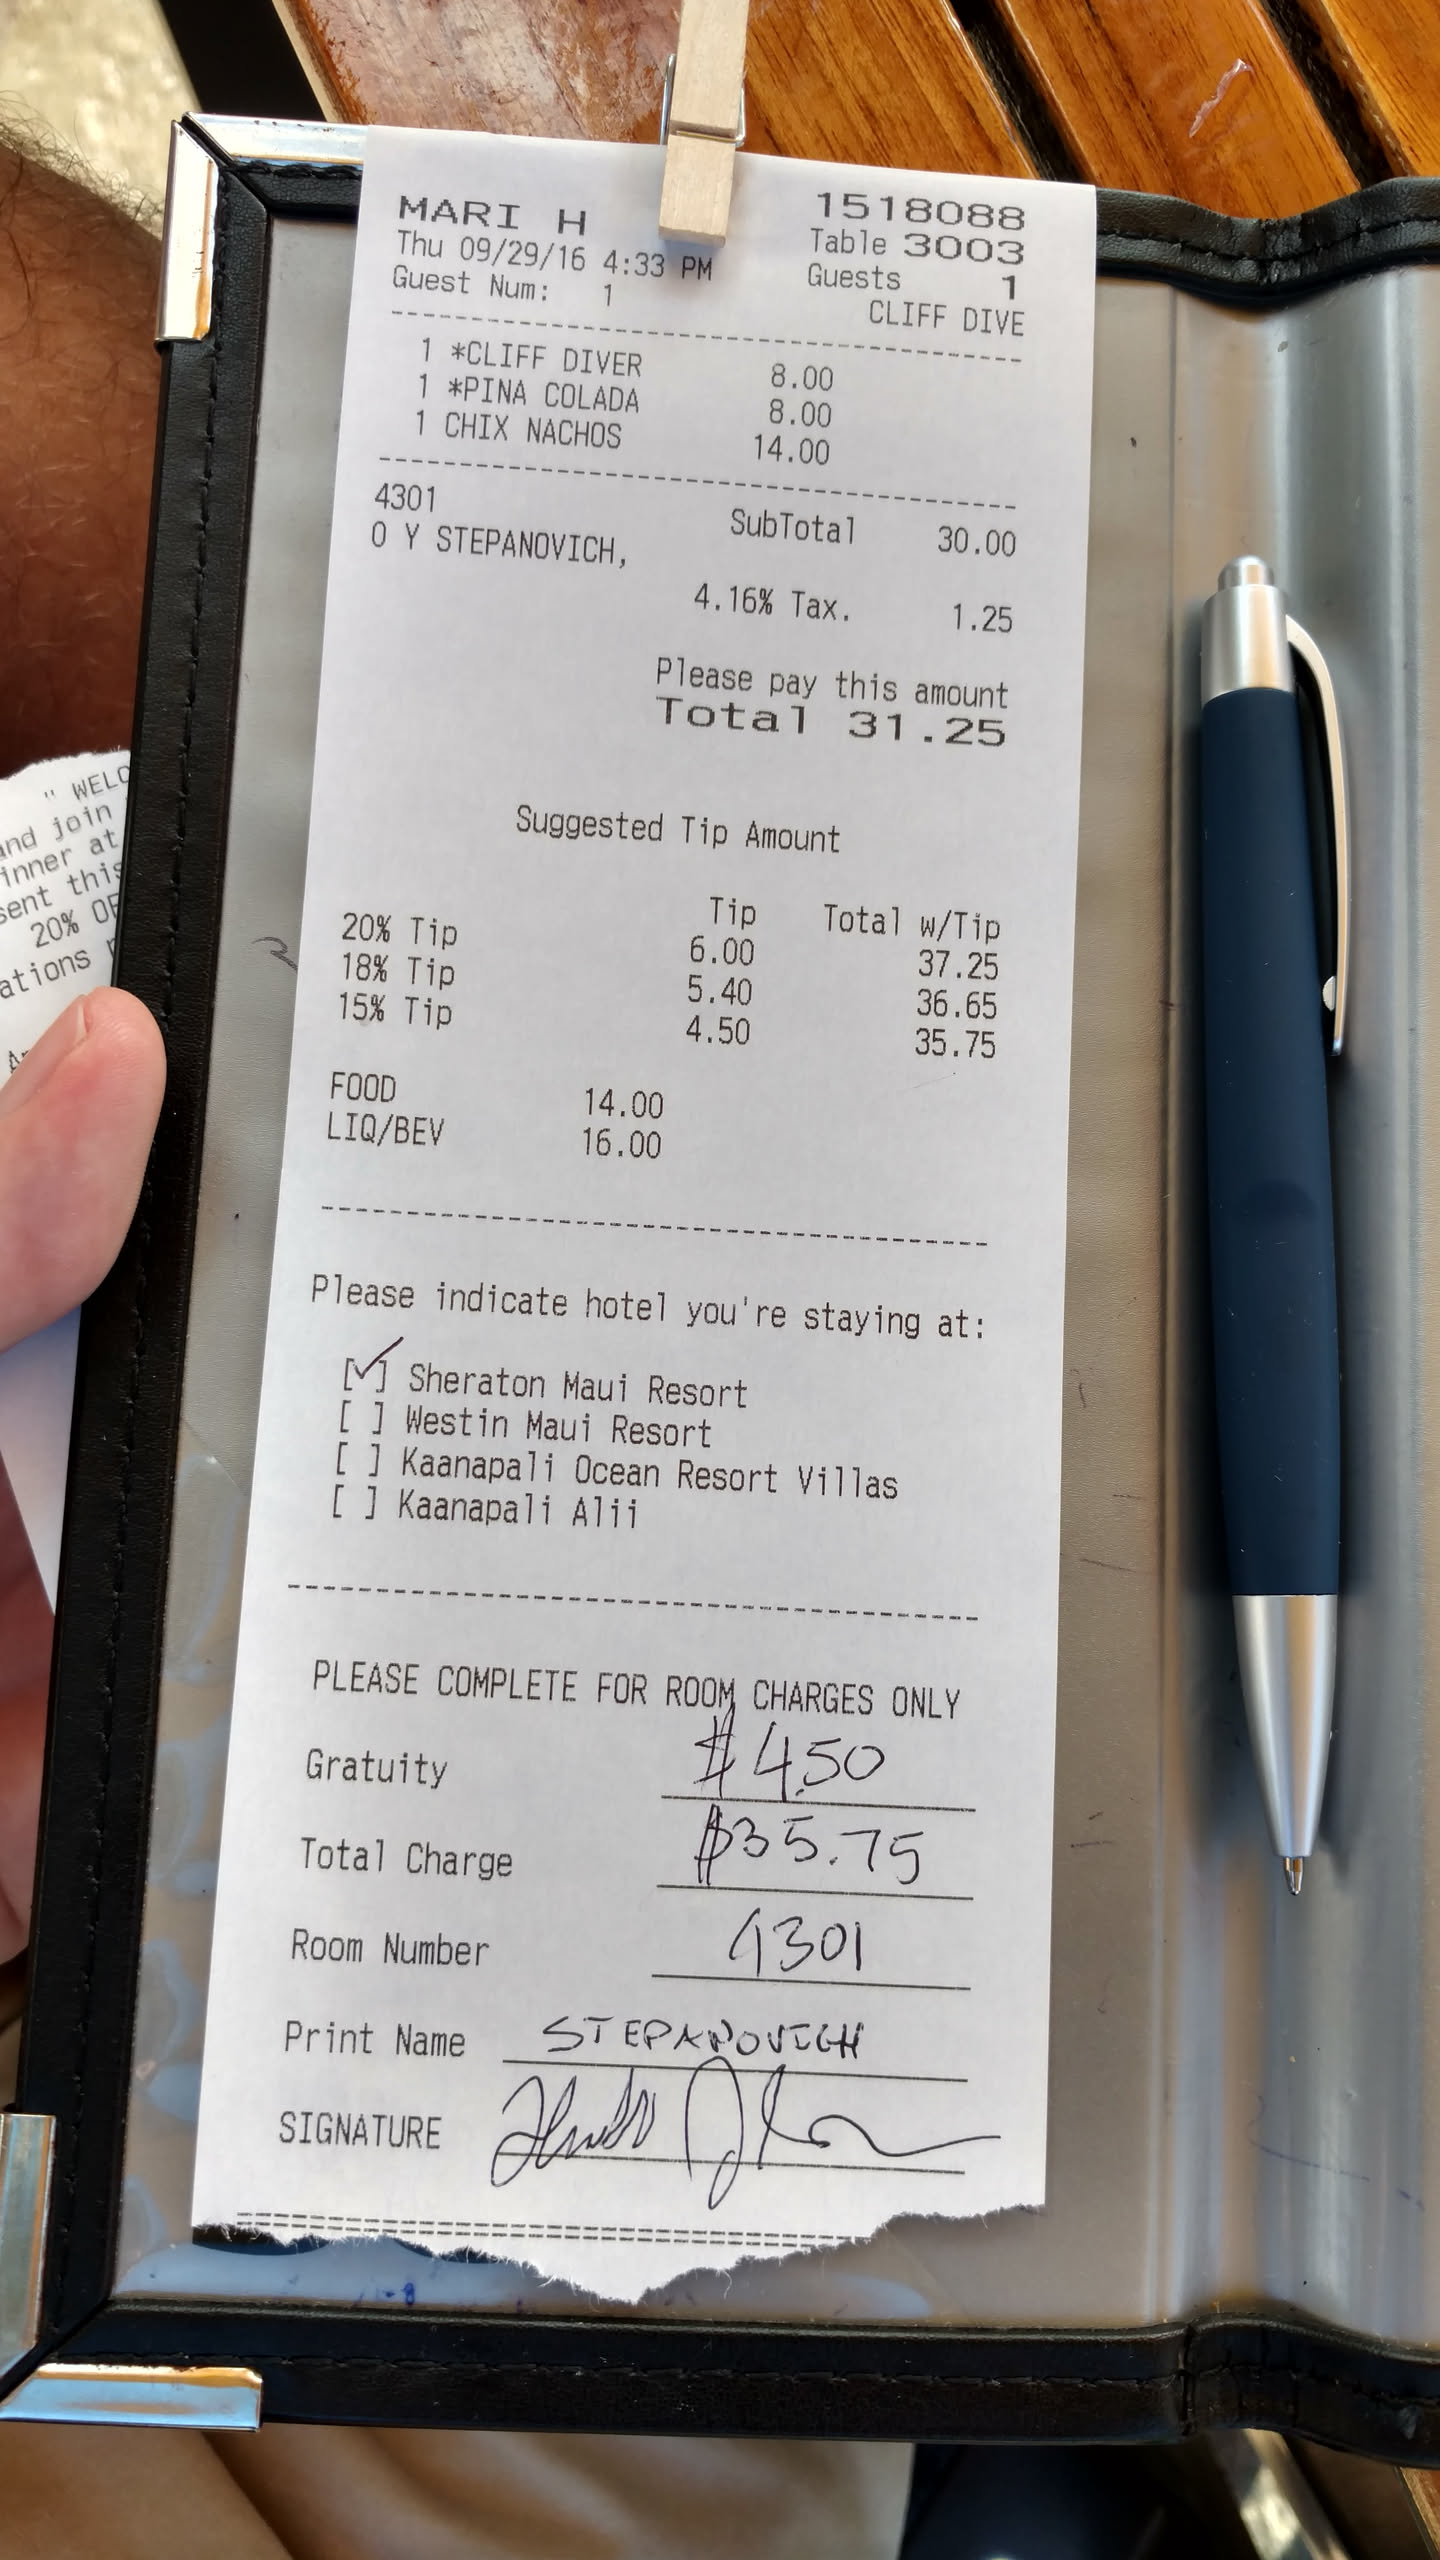 MARI H 1518088
Thu 09/29/16 4:33 PM Table 3003
Guest Num: 1 Guests 1
CLIFF DIVE
1 *CLIFF DIVER 8.00
1 *PINA COLADA 8.00
1 CHIX NACHOS 14.00
4301 SubTotal 30.00
O Y STEPANOVICH,
4.16% Tax. 1.25
Please pay this amount
Total 31.25
Suggested Tip Amount
Tip Total w/Tip
20% Tip 6.00 37.25
18% Tip 5.40 36.65
15% Tip 4.50 35.75
FOOD 14.00
LIQ/BEV 16.00
Please indicate hotel you're staying at:
[✓] Sheraton Maui Resort
[ ] Westin Maui Resort
[ ] Kaanapali Ocean Resort Villas
[ ] Kaanapali Alii
PLEASE COMPLETE FOR ROOM CHARGES ONLY
Gratuity $4.50
Total Charge $35.75
Room Number 4301
Print Name STEPANOVICH
SIGNATURE
" WELC
and join
inner at
sent this
20% OF
ations